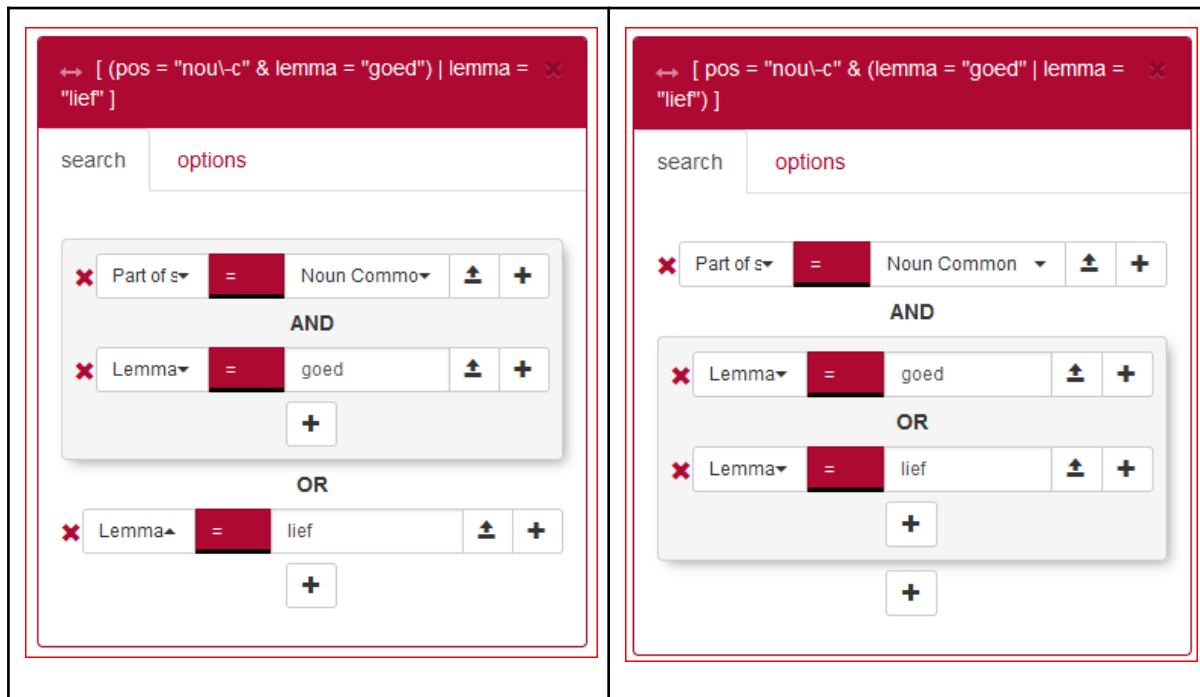 [ (pos = "nou\-c" & lemma = "goed") | lemma =
"lief" ]
search options
Part of s =
Noun Commo
AND
Lemma = goed
OR
Lemma = lief
[ pos = "nou\-c" & (lemma = "goed" | lemma =
"lief") ]
search options
Part of s = Noun Common
AND
Lemma = goed
OR
Lemma = lief